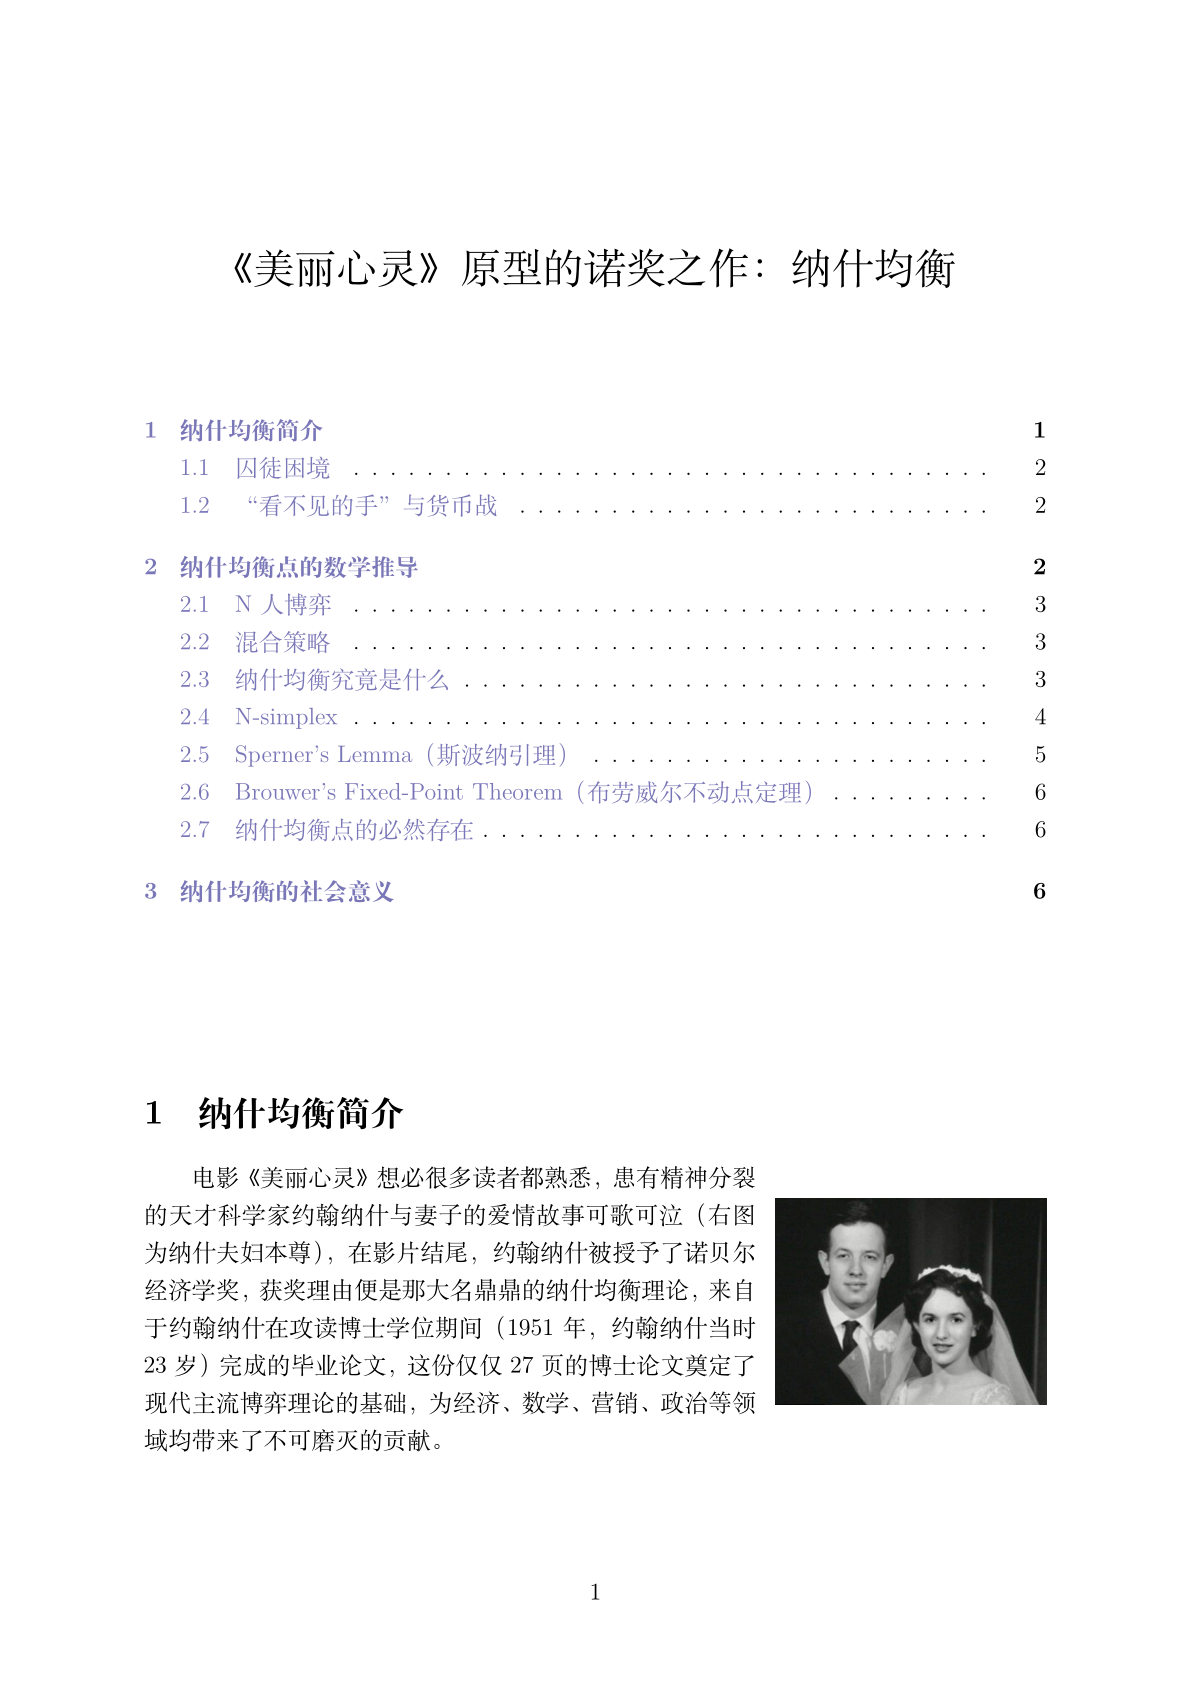 《美丽心灵》原型的诺奖之作：纳什均衡
1 纳什均衡简介 1
1.1 囚徒困境 . . . . . . . . . . . . . . . . . . . . . . . . . . . . . . . . . . . 2
1.2 “看不见的手”与货币战 . . . . . . . . . . . . . . . . . . . . . . . . . . 2
2 纳什均衡点的数学推导 2
2.1 N 人博弈 . . . . . . . . . . . . . . . . . . . . . . . . . . . . . . . . . . . 3
2.2 混合策略 . . . . . . . . . . . . . . . . . . . . . . . . . . . . . . . . . . . 3
2.3 纳什均衡究竟是什么 . . . . . . . . . . . . . . . . . . . . . . . . . . . . . 3
2.4 N-simplex . . . . . . . . . . . . . . . . . . . . . . . . . . . . . . . . . . . 4
2.5 Sperner's Lemma（斯波纳引理） . . . . . . . . . . . . . . . . . . . . . . 5
2.6 Brouwer's Fixed-Point Theorem（布劳威尔不动点定理） . . . . . . . . . 6
2.7 纳什均衡点的必然存在 . . . . . . . . . . . . . . . . . . . . . . . . . . . . 6
3 纳什均衡的社会意义 6
1 纳什均衡简介
电影《美丽心灵》想必很多读者都熟悉，患有精神分裂
的天才科学家约翰纳什与妻子的爱情故事可歌可泣（右图
为纳什夫妇本尊），在影片结尾，约翰纳什被授予了诺贝尔
经济学奖，获奖理由便是那大名鼎鼎的纳什均衡理论，来自
于约翰纳什在攻读博士学位期间（1951 年，约翰纳什当时
23 岁）完成的毕业论文，这份仅仅 27 页的博士论文奠定了
现代主流博弈理论的基础，为经济、数学、营销、政治等领
域均带来了不可磨灭的贡献。
1